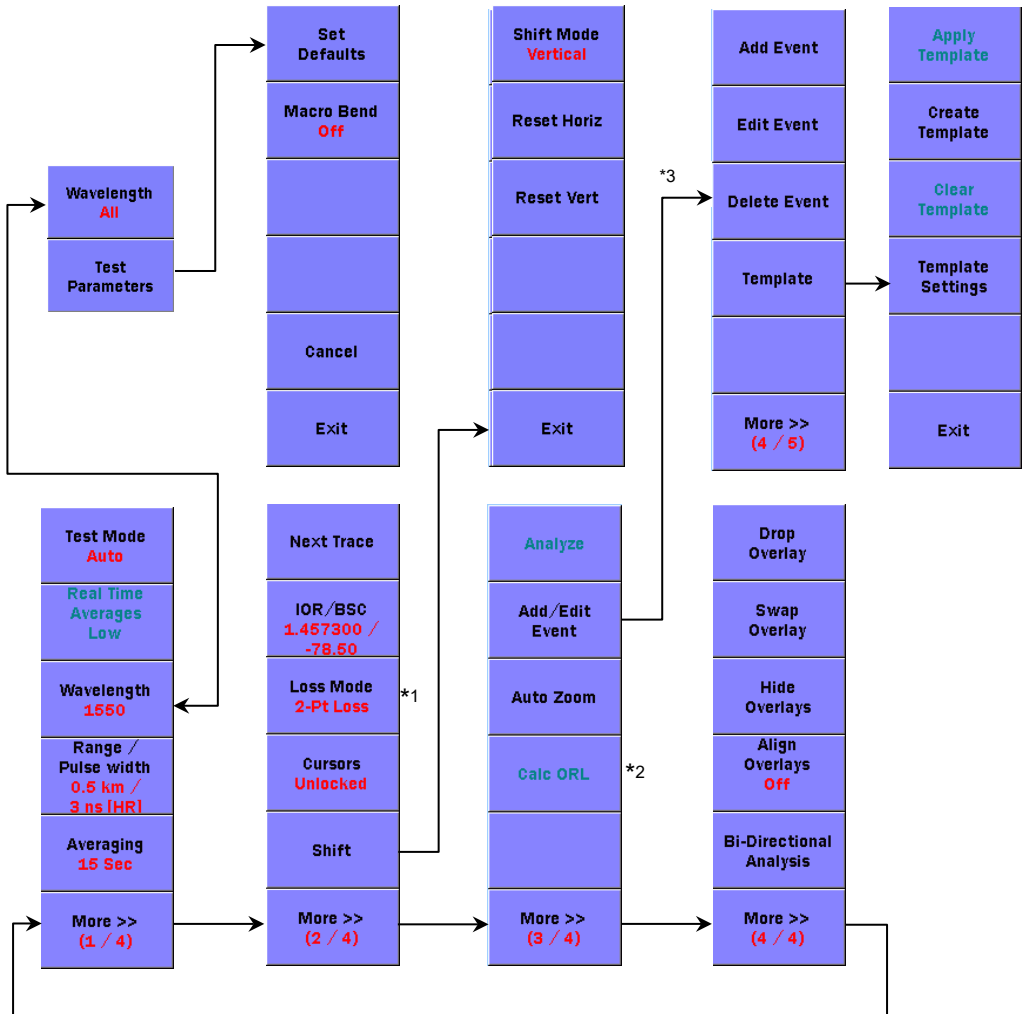 Wavelength
All
Test
Parameters
Set
Defaults
Macro Bend
Off
Cancel
Exit
Shift Mode
Vertical
Reset Horiz
Reset Vert
Exit
*3
Add Event
Edit Event
Delete Event
Template
More >>
(4 / 5)
Apply
Template
Create
Template
Clear
Template
Template
Settings
Exit
Test Mode
Auto
Real Time
Averages
Low
Wavelength
1550
Range /
Pulse width
0.5 km /
3 ns [HR]
Averaging
15 Sec
More >>
(1 / 4)
Next Trace
IOR/BSC
1.457300 /
-78.50
Loss Mode
2-Pt Loss
*1
Cursors
Unlocked
Shift
More >>
(2 / 4)
Analyze
Add/Edit
Event
Auto Zoom
Calc ORL
*2
More >>
(3 / 4)
Drop
Overlay
Swap
Overlay
Hide
Overlays
Align
Overlays
Off
Bi-Directional
Analysis
More >>
(4 / 4)